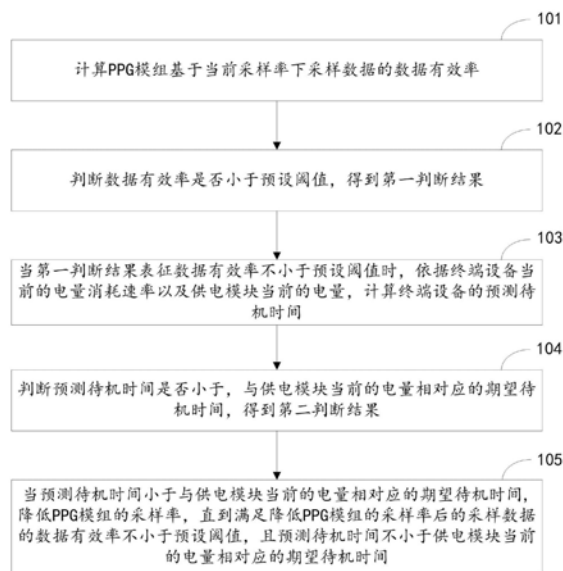 101
计算PPG模组基于当前采样率下采样数据的数据有效率
102
判断数据有效率是否小于预设阈值，得到第一判断结果
103
当第一判断结果表征数据有效率不小于预设阈值时，依据终端设备当
前的电量消耗速率以及供电模块当前的电量，计算终端设备的预测待
机时间
104
判断预测待机时间是否小于，与供电模块当前的电量相对应的期望待
机时间，得到第二判断结果
105
当预测待机时间小于与供电模块当前的电量相对应的期望待机时间，
降低PPG模组的采样率，直到满足降低PPG模组的采样率后的采样数据
的数据有效率不小于预设阈值，且预测待机时间不小于供电模块当前
的电量相对应的期望待机时间